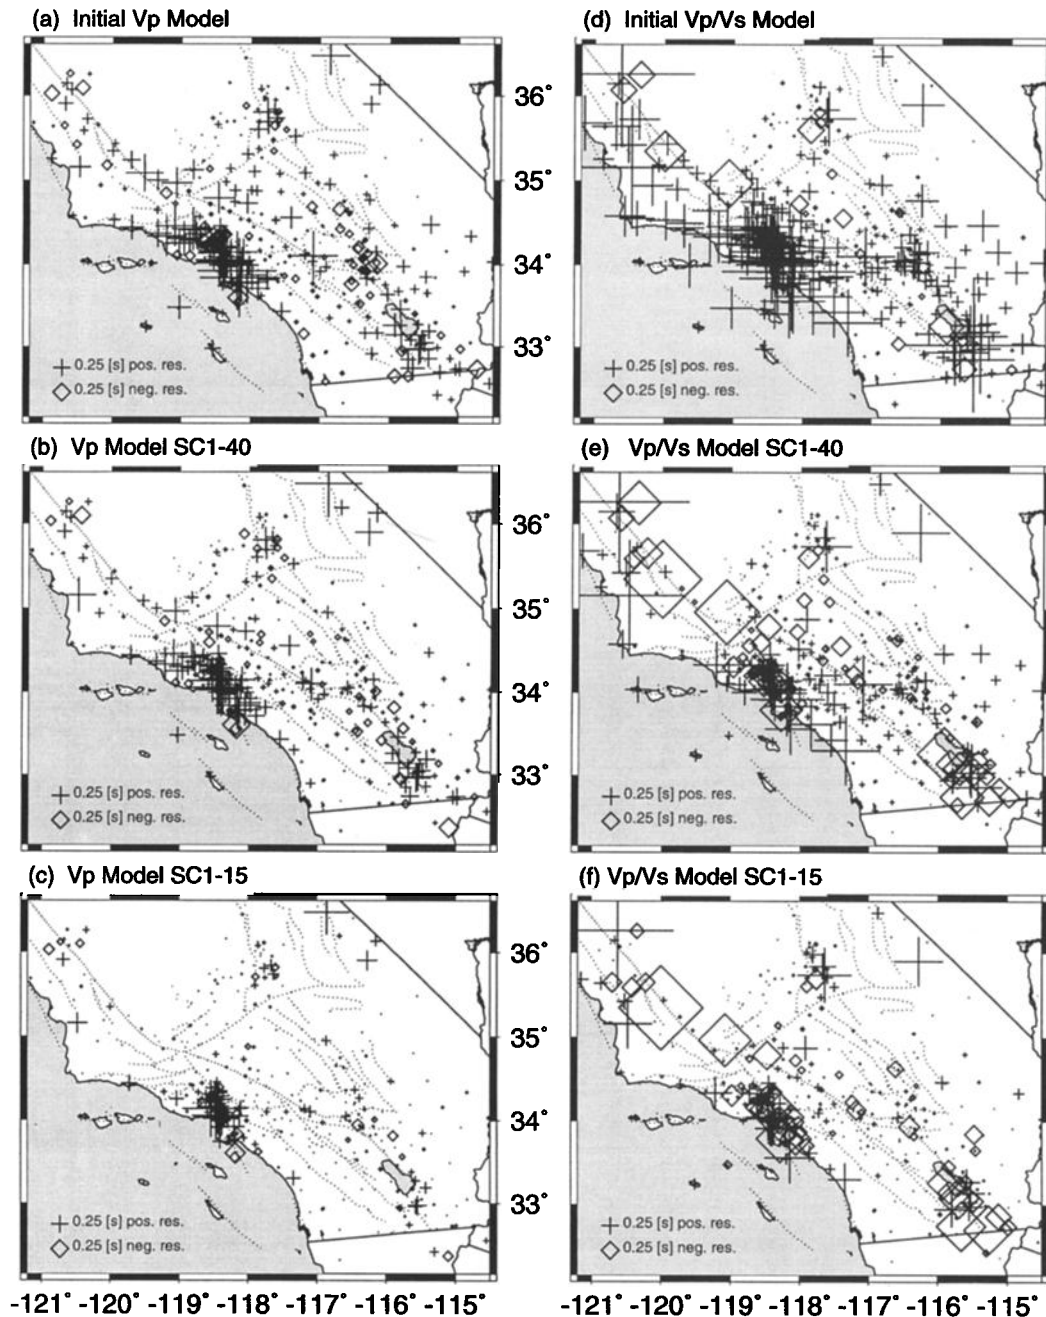 (a) Initial Vp Model
(d) Initial Vp/Vs Model
36°
35°
34°
33°
0.25 [s] pos. res.
0.25 [s] neg. res.
0.25 [s] pos. res.
0.25 [s] neg. res.
(b) Vp Model SC1-40
(e) Vp/Vs Model SC1-40
36°
35°
34°
33°
0.25 [s] pos. res.
0.25 [s] neg. res.
0.25 [s] pos. res.
0.25 [s] neg. res.
(c) Vp Model SC1-15
(f) Vp/Vs Model SC1-15
36°
35°
34°
33°
0.25 [s] pos. res.
0.25 [s] neg. res.
0.25 [s] pos. res.
0.25 [s] neg. res.
-121° -120° -119° -118° -117° -116° -115°
-121° -120° -119° -118° -117° -116° -115°